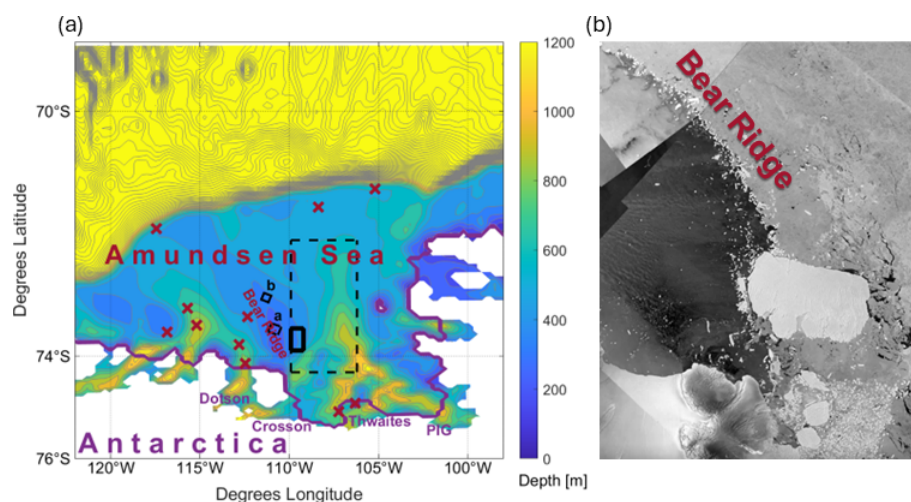 (a)
(b)
1200
1000
800
600
400
200
0
Depth [m]
70°S
74°S
76°S
Degrees Latitude
120°W
115°W
110°W
105°W
100°W
Degrees Longitude
Amundsen Sea
b
a
Bear Ridge
Dotson
Crosson
Thwaites
PIG
Antarctica
Bear Ridge